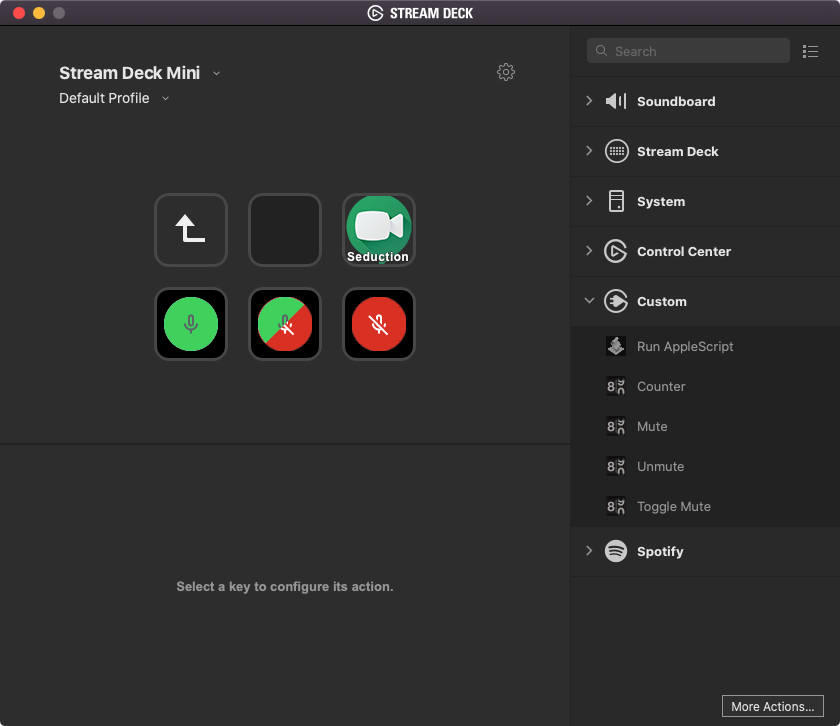 STREAM DECK
Stream Deck Mini
Default Profile
Seduction
Select a key to configure its action.
Search
Soundboard
Stream Deck
System
Control Center
Custom
Run AppleScript
Counter
Mute
Unmute
Toggle Mute
Spotify
More Actions...